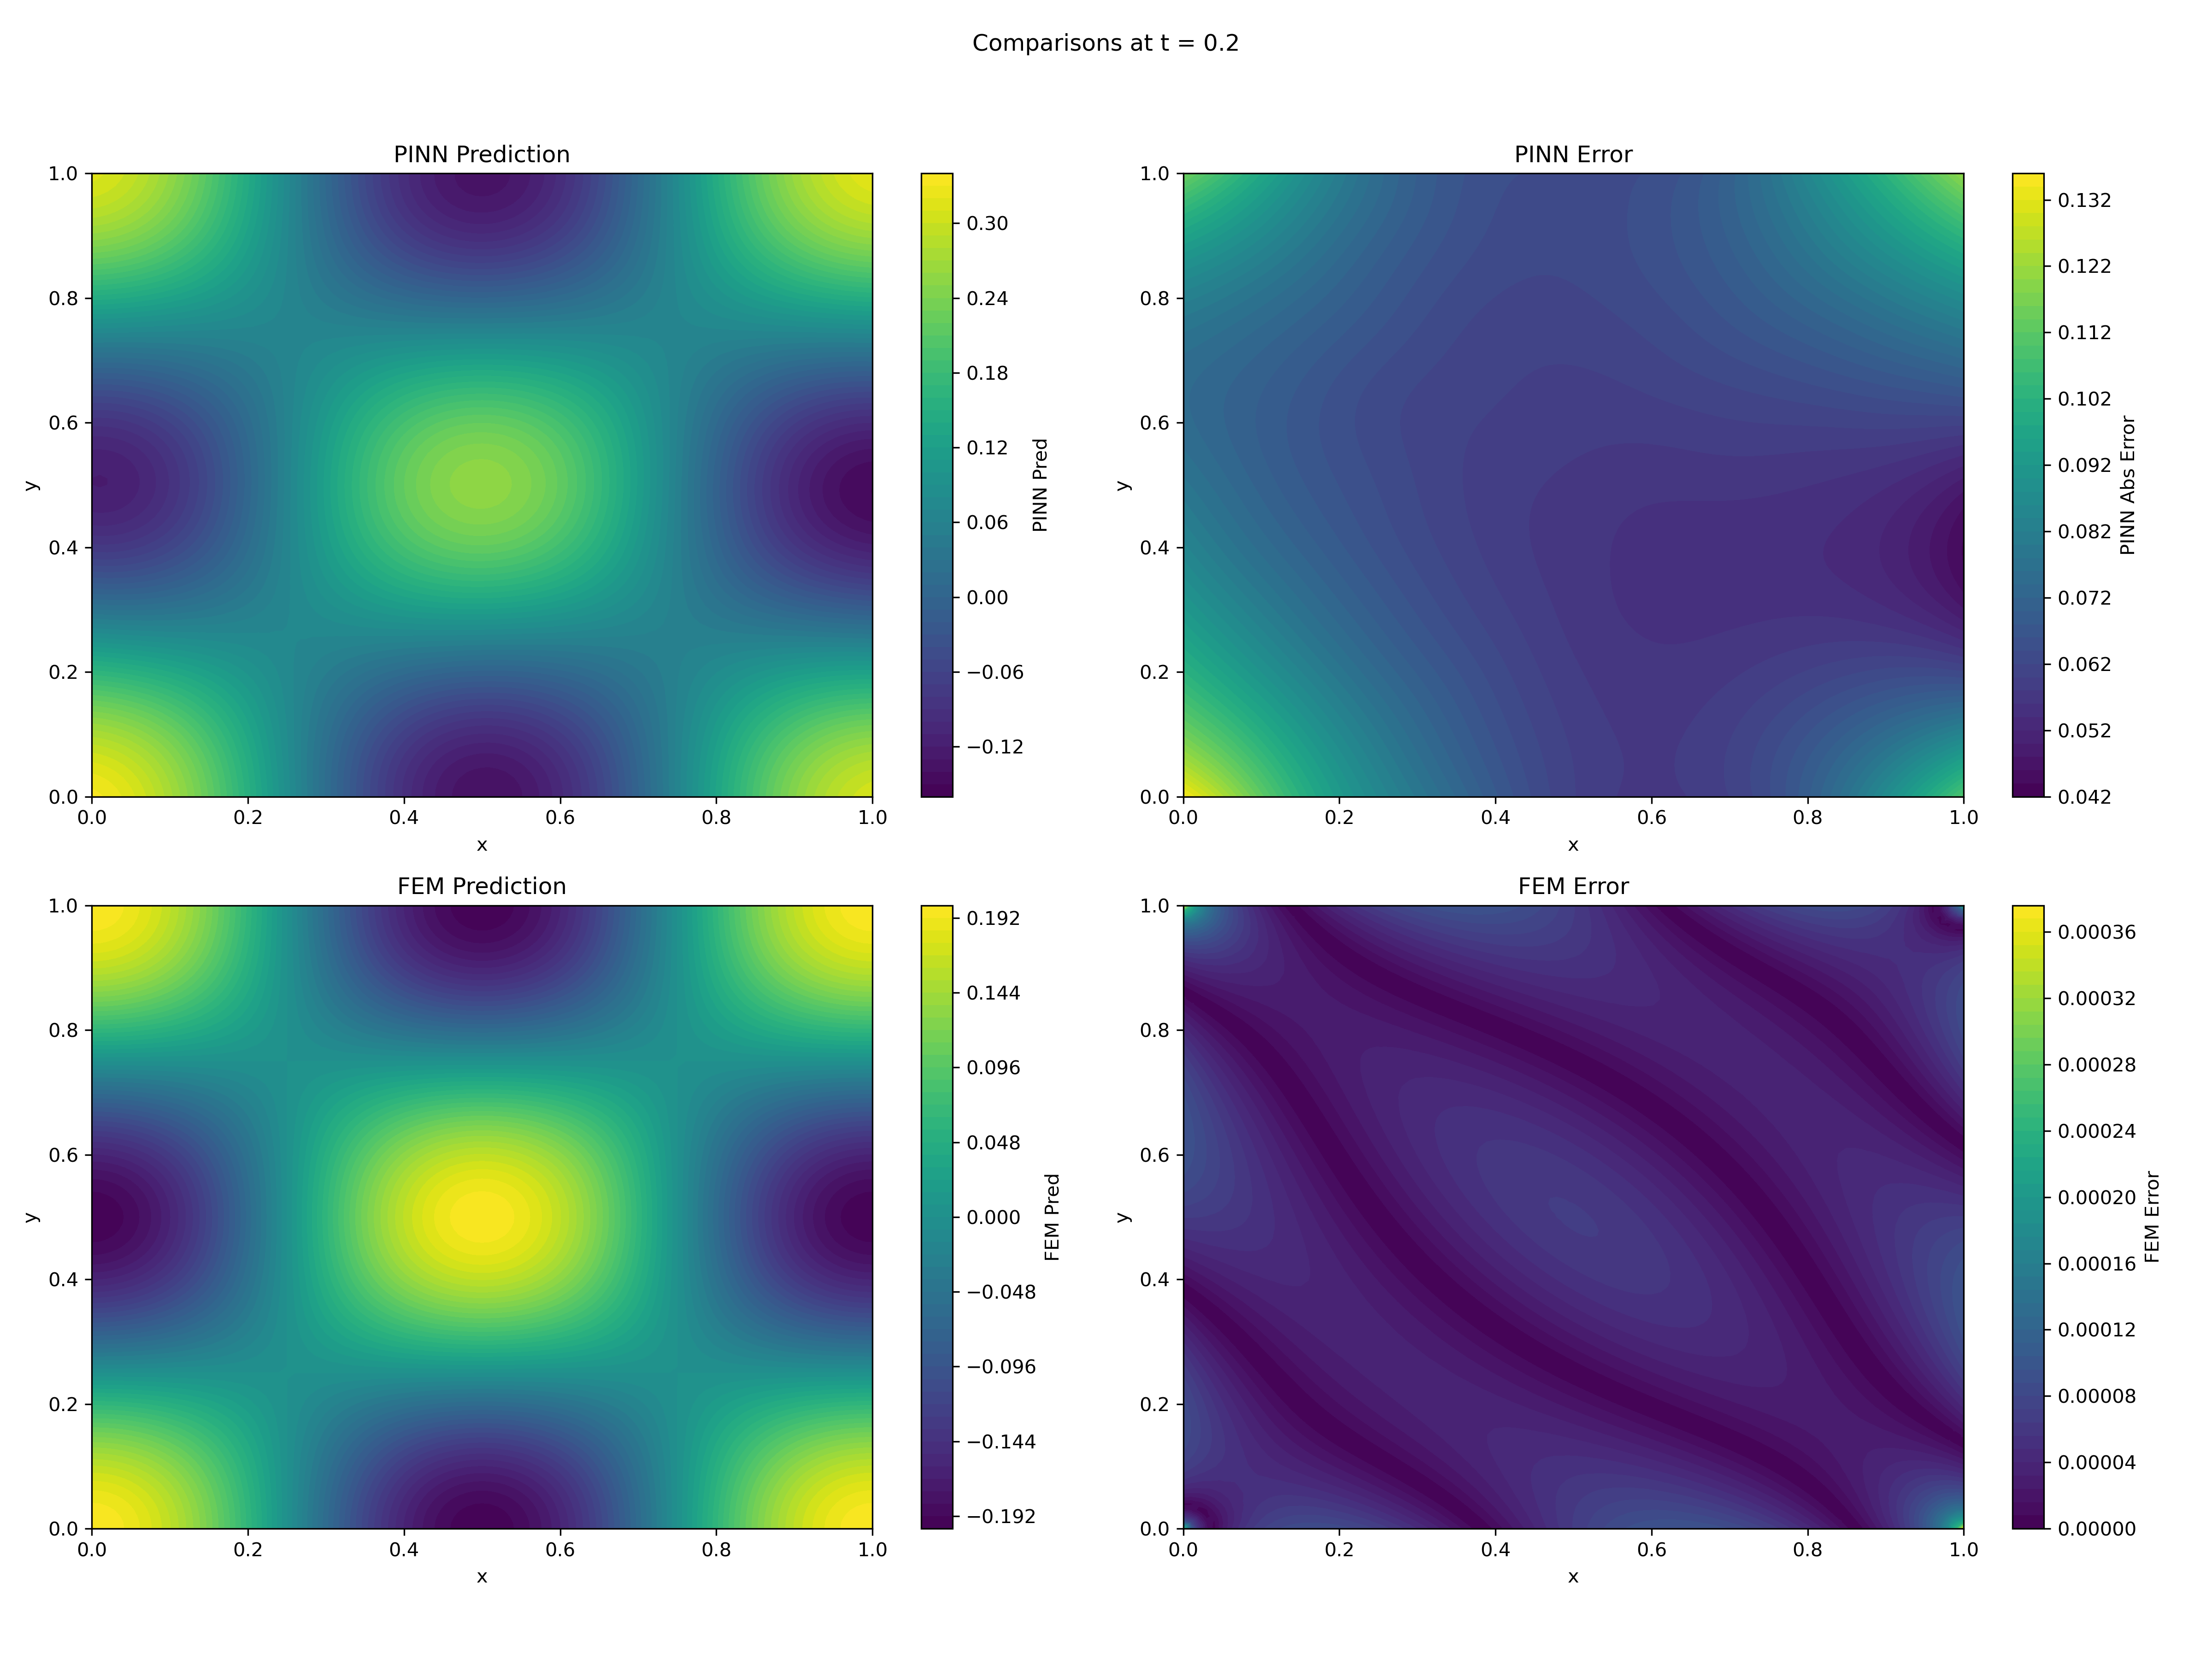 Comparisons at t = 0.2
PINN Prediction
1.0
0.8
0.6
0.4
0.2
0.0
y
0.0 0.2 0.4 0.6 0.8 1.0
x
0.30
0.24
0.18
0.12
0.06
0.00
−0.06
−0.12
PINN Pred
PINN Error
1.0
0.8
0.6
0.4
0.2
0.0
y
0.0 0.2 0.4 0.6 0.8 1.0
x
0.132
0.122
0.112
0.102
0.092
0.082
0.072
0.062
0.052
0.042
PINN Abs Error
FEM Prediction
1.0
0.8
0.6
0.4
0.2
0.0
y
0.0 0.2 0.4 0.6 0.8 1.0
x
0.192
0.144
0.096
0.048
0.000
−0.048
−0.096
−0.144
−0.192
FEM Pred
FEM Error
1.0
0.8
0.6
0.4
0.2
0.0
y
0.0 0.2 0.4 0.6 0.8 1.0
x
0.00036
0.00032
0.00028
0.00024
0.00020
0.00016
0.00012
0.00008
0.00004
0.00000
FEM Error